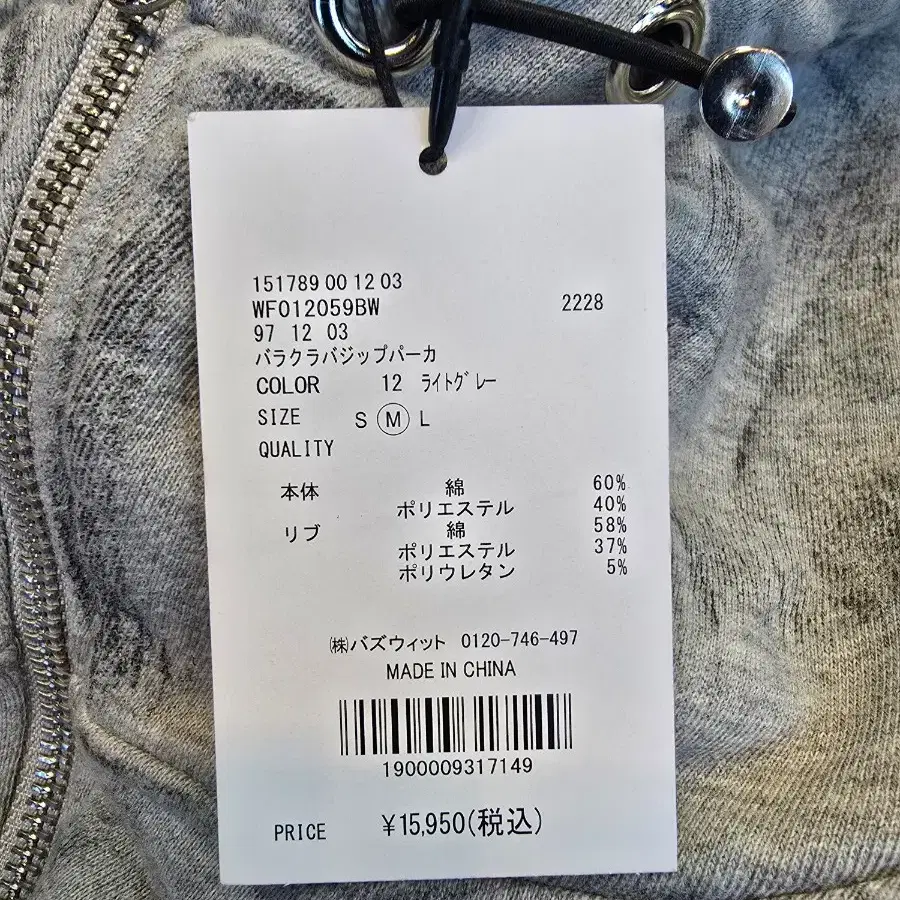 151789 00 12 03
WF012059BW 2228
97 12 03
バラクラバジップパーカ
COLOR 12 ﾗｲﾄｸﾞﾚｰ
SIZE S M L
QUALITY
本体 綿 60%
ポリエステル 40%
リブ 綿 58%
ポリエステル 37%
ポリウレタン 5%
㈱バズウィット 0120-746-497
MADE IN CHINA
1900009317149
PRICE ¥15,950(税込)